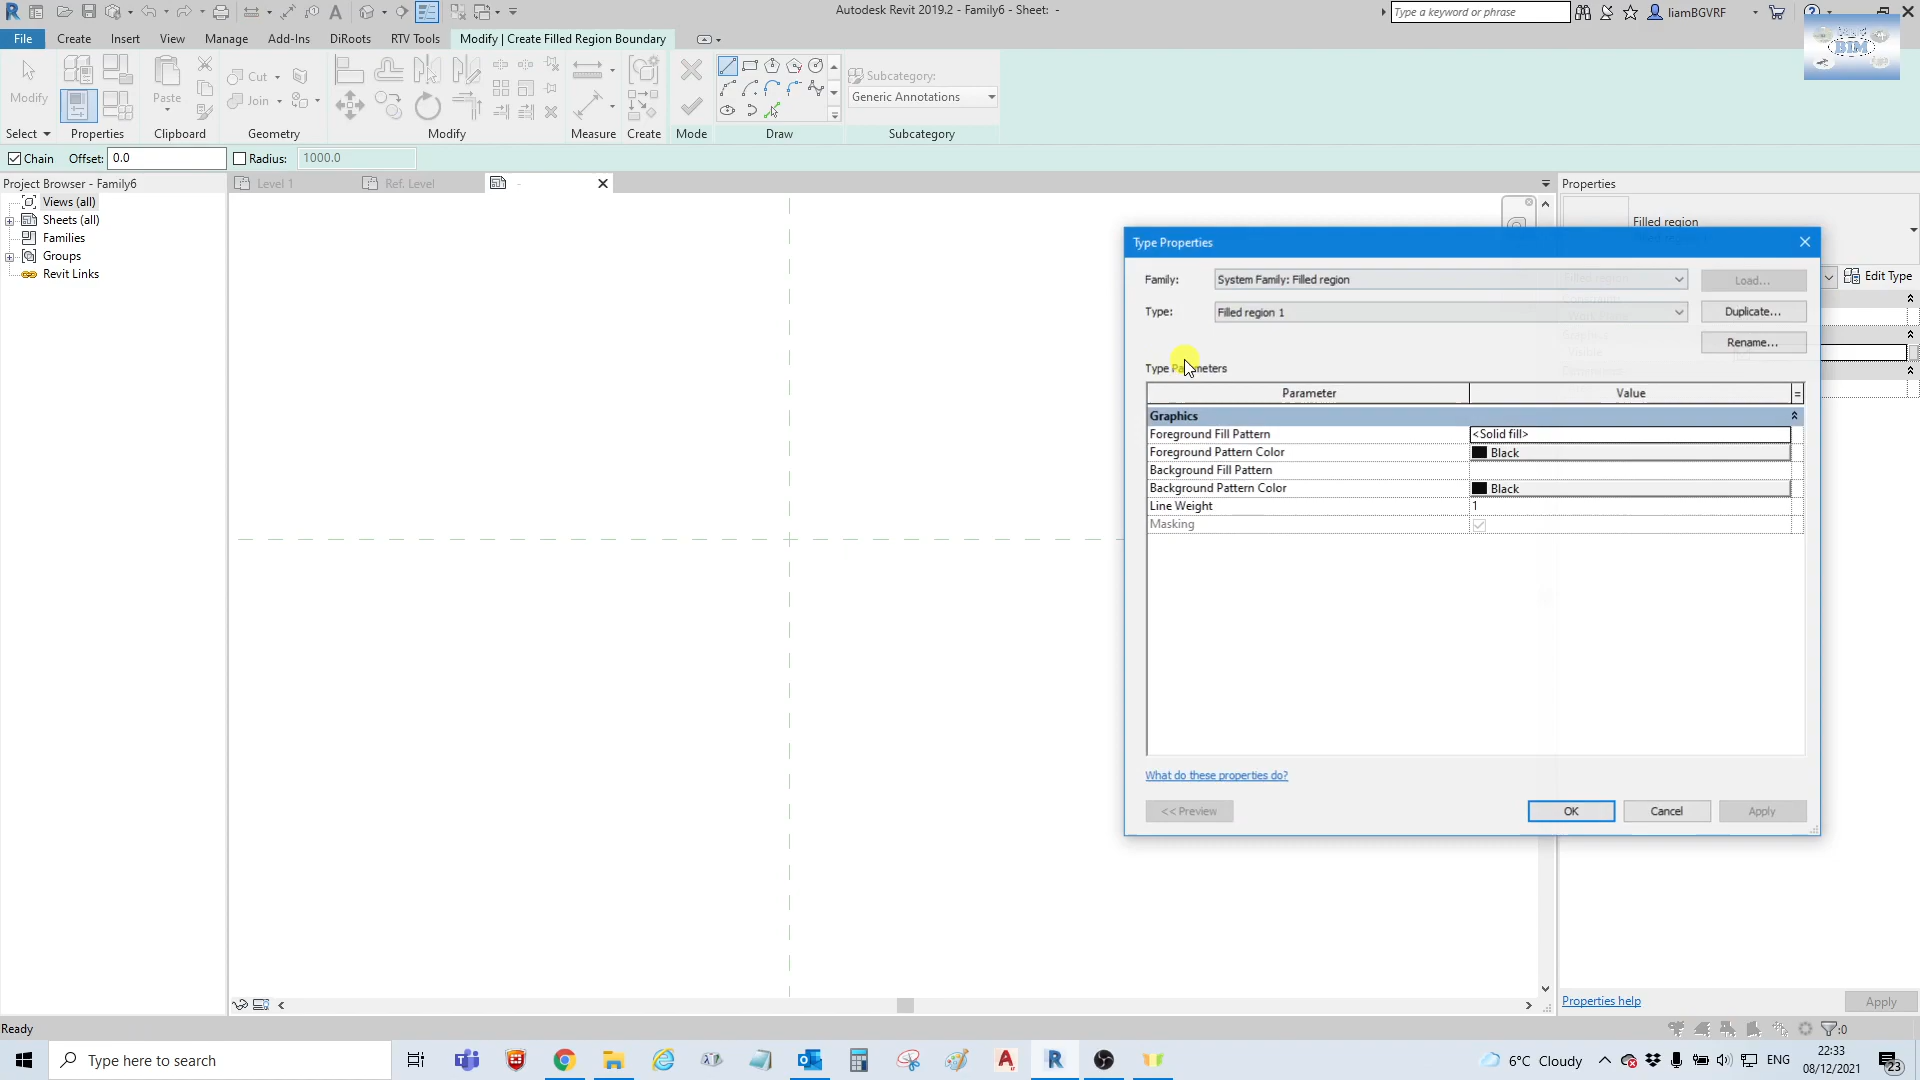 Autodesk Revit 2019.2 - Family6 - Sheet: -
Type a keyword or phrase
liamBGVRF
File Create Insert View Manage Add-Ins DiRoots RTV Tools Modify | Create Filled Region Boundary
BIM
Modify
Paste
Cut
Join
Subcategory:
Generic Annotations
Select Properties Clipboard Geometry Modify Measure Create Mode Draw Subcategory
Chain Offset: 0.0 Radius: 1000.0
Project Browser - Family6
Views (all)
Sheets (all)
Families
Groups
Revit Links
Level 1
Ref. Level
-
Properties
Filled region
Edit Type
Type Properties
Family: System Family: Filled region Load...
Type: Filled region 1 Duplicate...
Rename...
Type Parameters
Parameter Value =
Graphics
Foreground Fill Pattern <Solid fill>
Foreground Pattern Color Black
Background Fill Pattern
Background Pattern Color Black
Line Weight 1
Masking
What do these properties do?
<< Preview OK Cancel Apply
Properties help Apply
Ready
:0
Type here to search
6°C Cloudy
ENG
22:33
08/12/2021
23